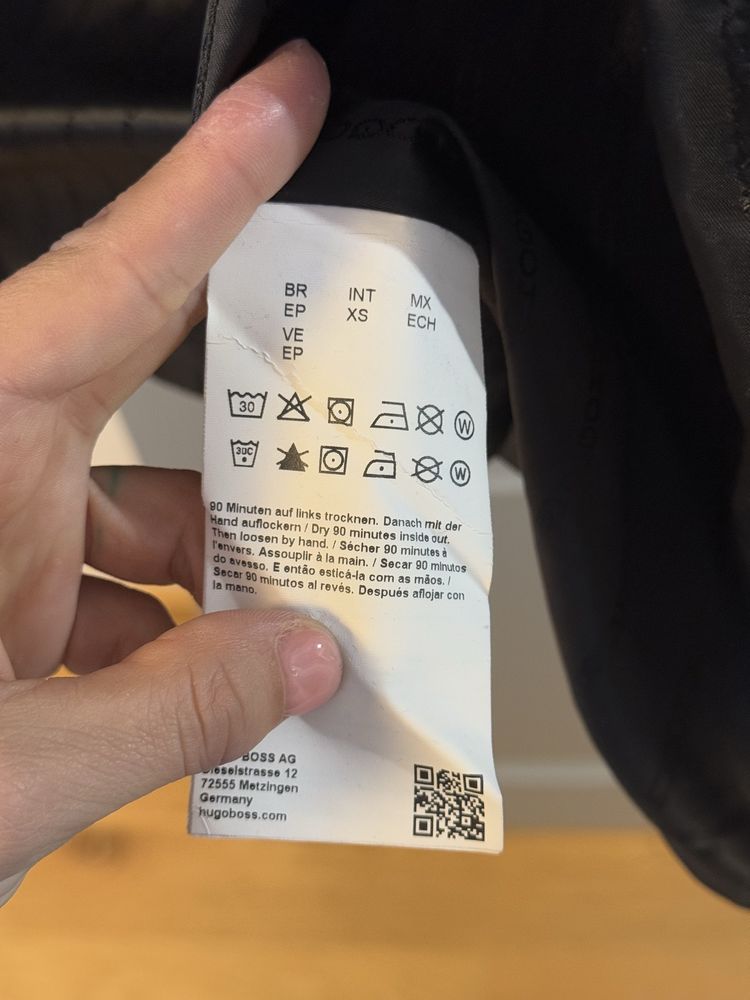 BR INT MX
EP XS ECH
VE
EP
30 W
30C W
90 Minuten auf links trocknen. Danach mit der
Hand auflockern / Dry 90 minutes inside out.
Then loosen by hand. / Sécher 90 minutes à
l'envers. Assouplir à la main. / Secar 90 minutos
do avesso. E então esticá-la com as mãos. /
Secar 90 minutos al revés. Después aflojar con
la mano.
BOSS AG
Dieselstrasse 12
72555 Metzingen
Germany
hugoboss.com